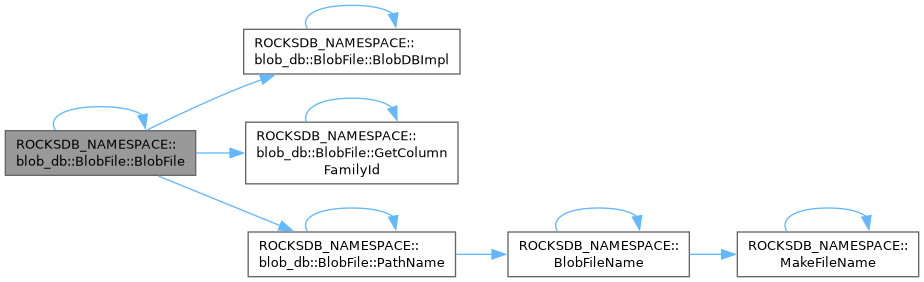 ROCKSDB_NAMESPACE::
blob_db::BlobFile::BlobDBImpl
ROCKSDB_NAMESPACE::
blob_db::BlobFile::BlobFile
ROCKSDB_NAMESPACE::
blob_db::BlobFile::GetColumn
FamilyId
ROCKSDB_NAMESPACE::
blob_db::BlobFile::PathName
ROCKSDB_NAMESPACE::
BlobFileName
ROCKSDB_NAMESPACE::
MakeFileName